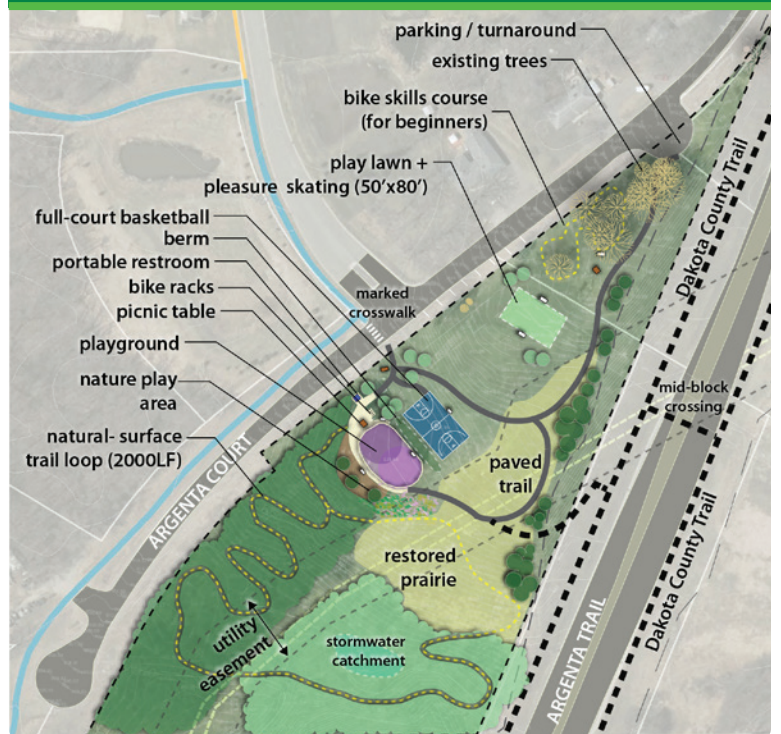 parking / turnaround
existing trees
bike skills course
(for beginners)
play lawn +
pleasure skating (50'x80')
full-court basketball
berm
portable restroom
bike racks
picnic table
playground
nature play
area
natural- surface
trail loop (2000LF)
marked
crosswalk
Dakota County Trail
mid-block
crossing
paved
trail
restored
prairie
ARGENTA COURT
utility
easement
stormwater
catchment
ARGENTA TRAIL
Dakota County Trail